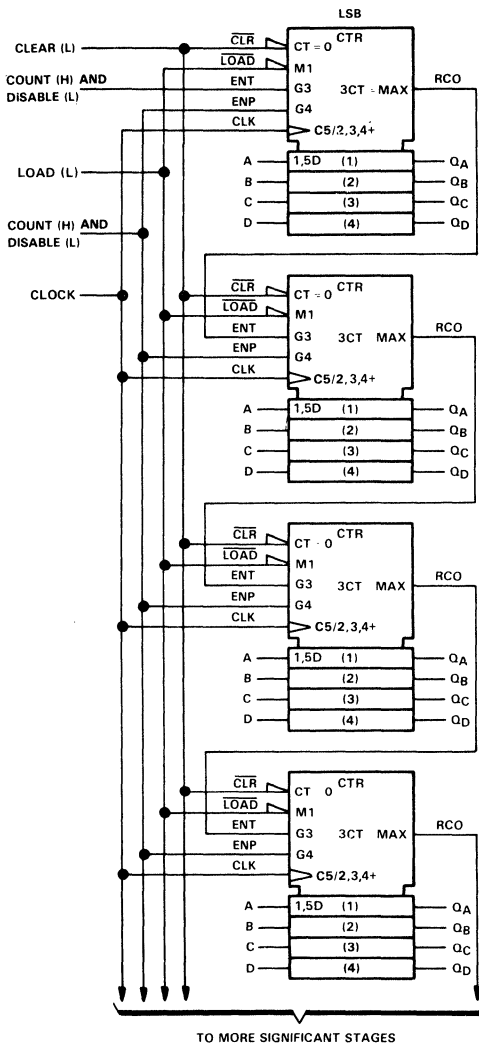 LSB
CLEAR (L)
CLR
CT = 0 CTR
LOAD
M1
COUNT (H) AND
DISABLE (L)
ENT
G3 3CT = MAX
RCO
ENP
G4
CLK
C5/2,3,4+
A 1,5D (1) QA
LOAD (L)
B (2) QB
C (3) QC
D (4) QD
COUNT (H) AND
DISABLE (L)
CLOCK
CLR
CT = 0 CTR
LOAD
M1
ENT
G3 3CT MAX
RCO
ENP
G4
CLK
C5/2,3,4+
A 1,5D (1) QA
B (2) QB
C (3) QC
D (4) QD
CLR
CT 0 CTR
LOAD
M1
ENT
G3 3CT MAX
RCO
ENP
G4
CLK
C5/2,3,4+
A 1,5D (1) QA
B (2) QB
C (3) QC
D (4) QD
CLR
CT 0 CTR
LOAD
M1
ENT
G3 3CT MAX
RCO
ENP
G4
CLK
C5/2,3,4+
A 1,5D (1) QA
B (2) QB
C (3) QC
D (4) QD
TO MORE SIGNIFICANT STAGES